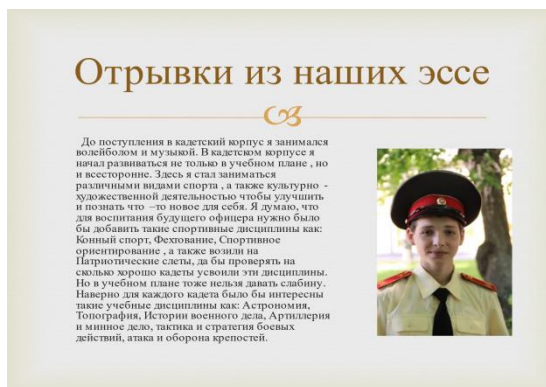 Отрывки из наших эссе
До поступления в кадетский корпус я занимался
волейболом и музыкой. В кадетском корпусе я
начал развиваться не только в учебном плане , но
и всесторонне. Здесь я стал заниматься
различными видами спорта , а также культурно -
художественной деятельностью чтобы улучшить
и познать что –то новое для себя. Я думаю, что
для воспитания будущего офицера нужно было
бы добавить такие спортивные дисциплины как:
Конный спорт, Фехтование, Спортивное
ориентирование , а также возили на
Патриотические слеты, да бы проверять на
сколько хорошо кадеты усвоили эти дисциплины.
Но в учебном плане тоже нельзя давать слабину.
Наверно для каждого кадета было бы интересны
такие учебные дисциплины как: Астрономия,
Топография, Истории военного дела, Артиллерия
и минное дело, тактика и стратегия боевых
действий, атака и оборона крепостей.